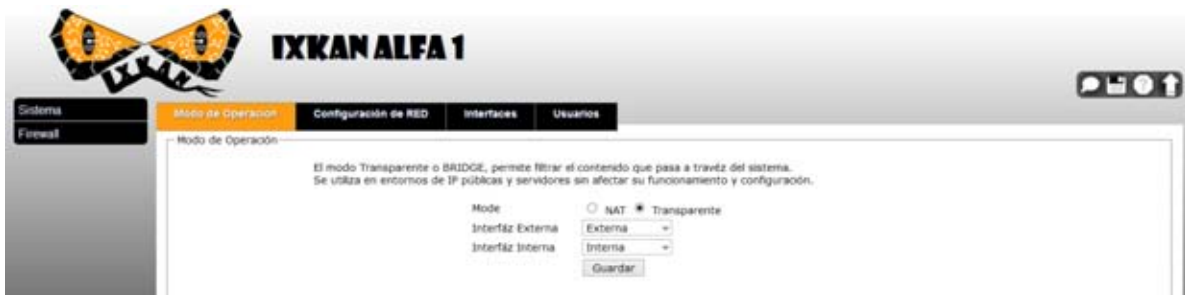 IXKAN
IXKAN ALFA 1
Sistema
Firewall
Modo de Operación
Configuración de RED
Interfaces
Usuarios
Modo de Operación
El modo Transparente o BRIDGE, permite filtrar el contenido que pasa a travéz del sistema.
Se utiliza en entornos de IP públicas y servidores sin afectar su funcionamiento y configuración.
Mode NAT Transparente
Interfáz Externa Externa
Interfáz Interna Interna
Guardar